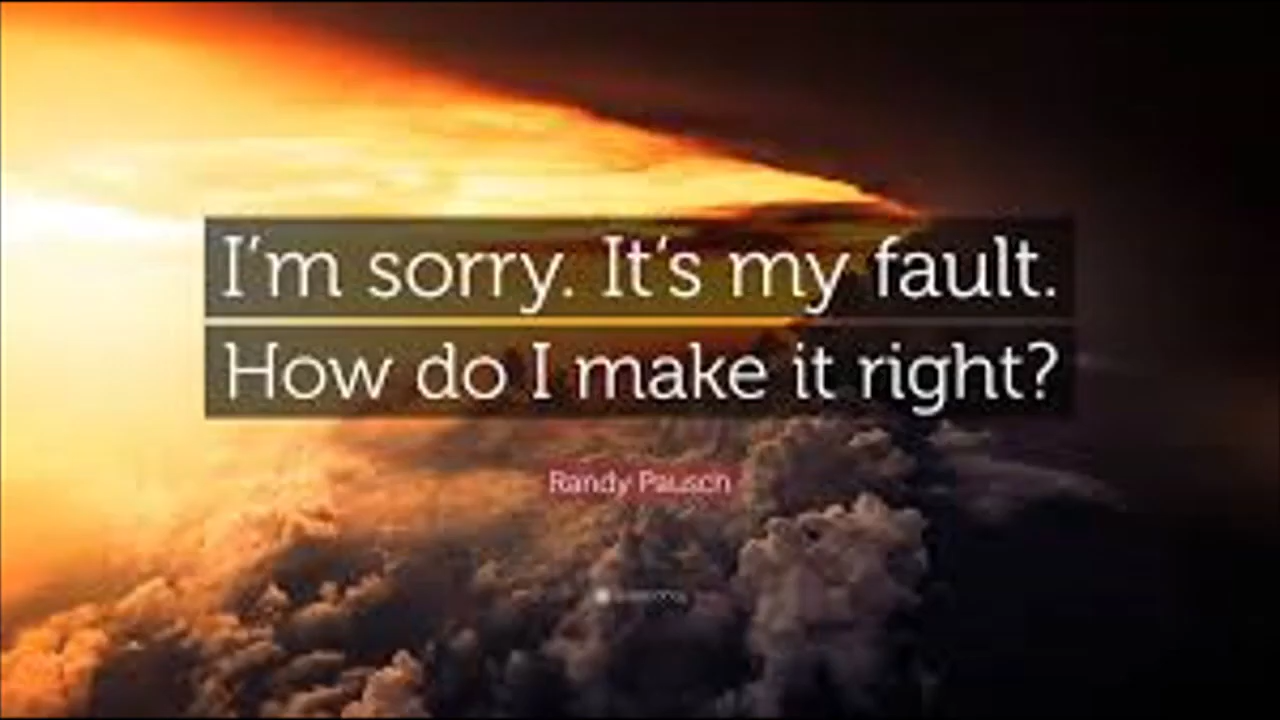 I'm sorry. It's my fault.
How do I make it right?
Randy Pausch